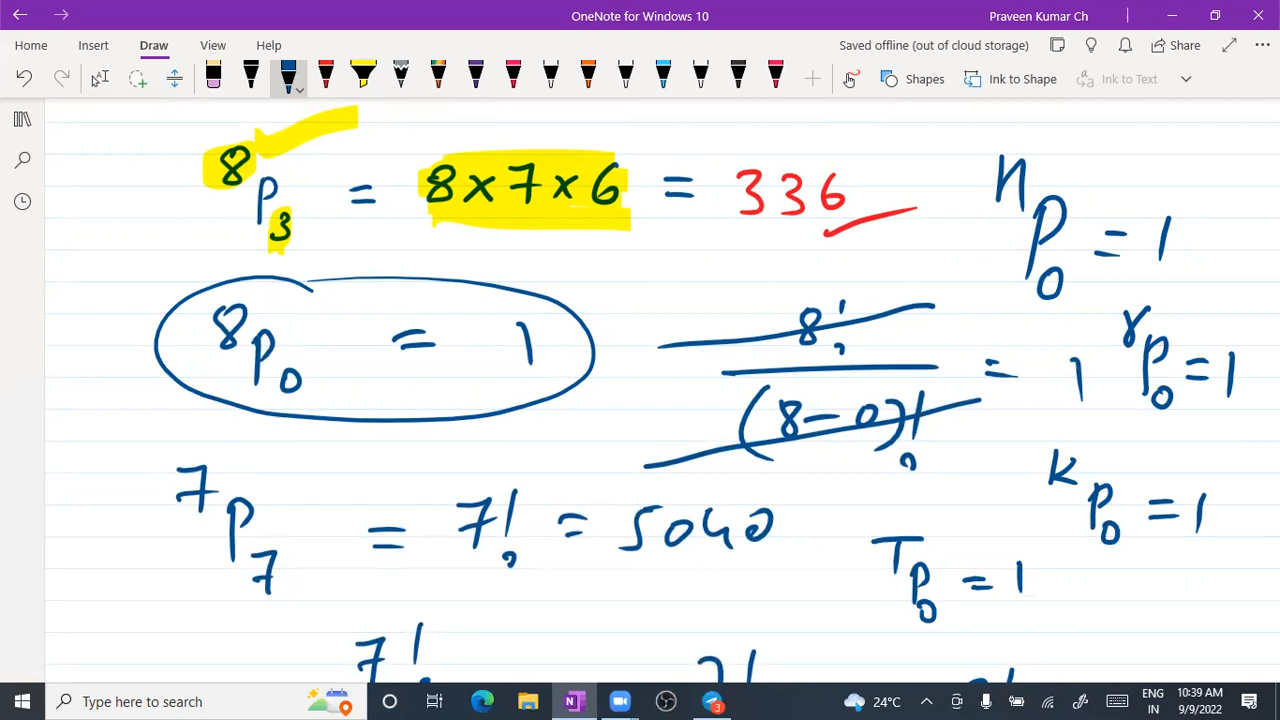 OneNote for Windows 10
Praveen Kumar Ch
Home Insert Draw View Help
Saved offline (out of cloud storage)
Share
Shapes Ink to Shape Ink to Text
⁸P₃ = 8×7×6 = 336
ⁿP₀ = 1
⁸P₀ = 1
8!
(8-0)! = 1
ʳP₀ = 1
ᵏP₀ = 1
⁷P₇ = 7! = 5040
ᵀP₀ = 1
7!
Type here to search
3
24°C
ENG
IN
10:39 AM
9/9/2022